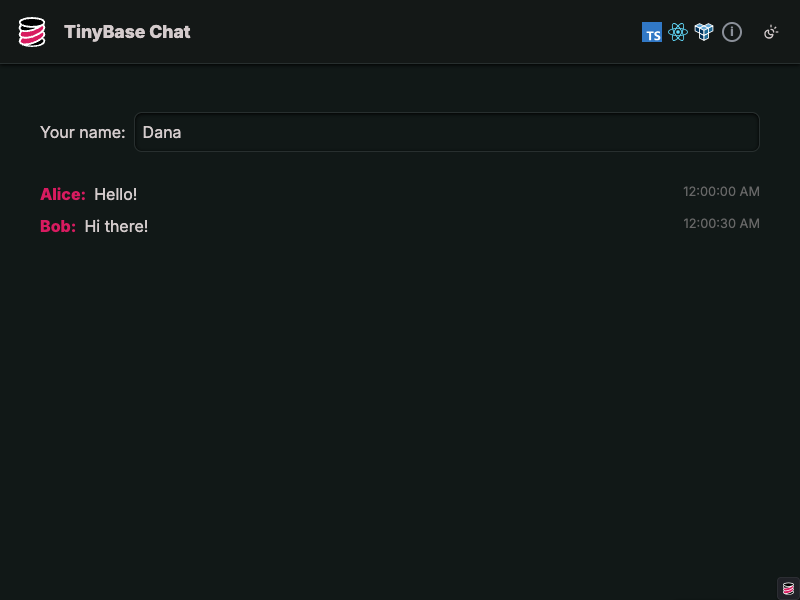 TinyBase Chat
TS
Your name: Dana
Alice: Hello! 12:00:00 AM
Bob: Hi there! 12:00:30 AM